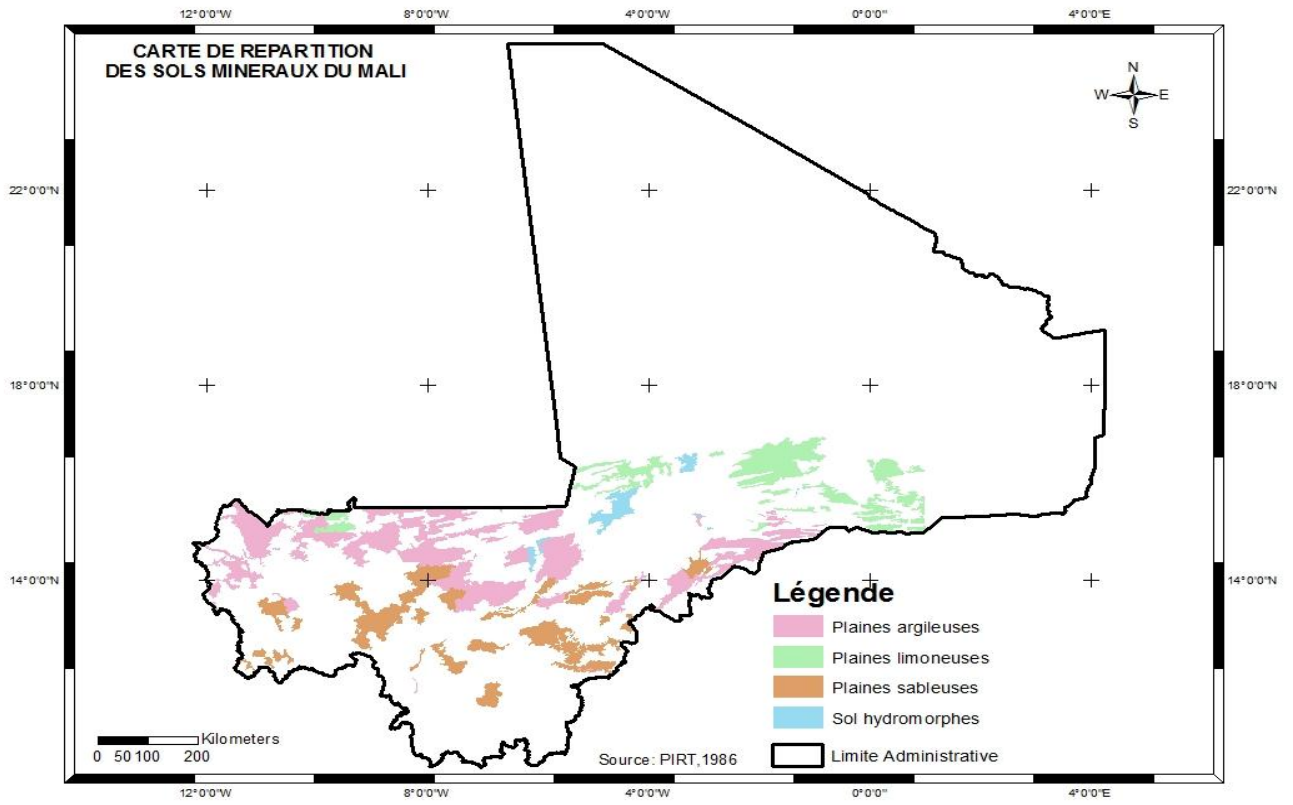 12°0'0"W 8°0'0"W 4°0'0"W 0°0'0" 4°0'0"E
CARTE DE REPARTITION
DES SOLS MINERAUX DU MALI
N
W E
S
22°0'0"N 22°0'0"N
18°0'0"N 18°0'0"N
14°0'0"N 14°0'0"N
Légende
Plaines argileuses
Plaines limoneuses
Plaines sableuses
Sol hydromorphes
Limite Administrative
Kilometers
0 50 100 200
Source: PIRT,1986
12°0'0"W 8°0'0"W 4°0'0"W 0°0'0" 4°0'0"E